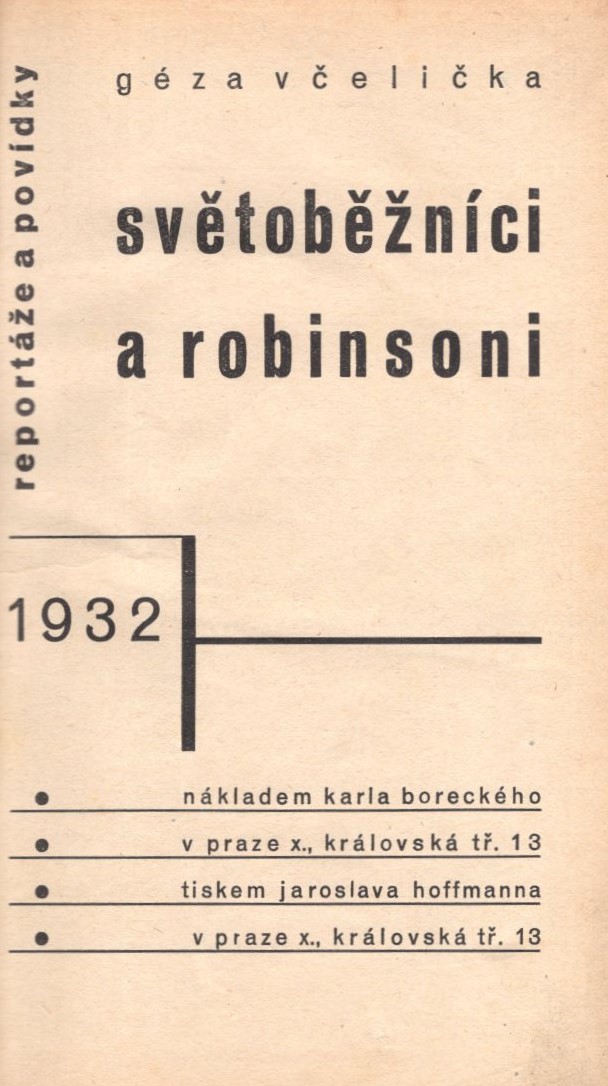 géza včelička
reportáže a povídky
světoběžníci
a robinsoni
1932
nákladem karla boreckého
v praze x., královská tř. 13
tiskem jaroslava hoffmanna
v praze x., královská tř. 13